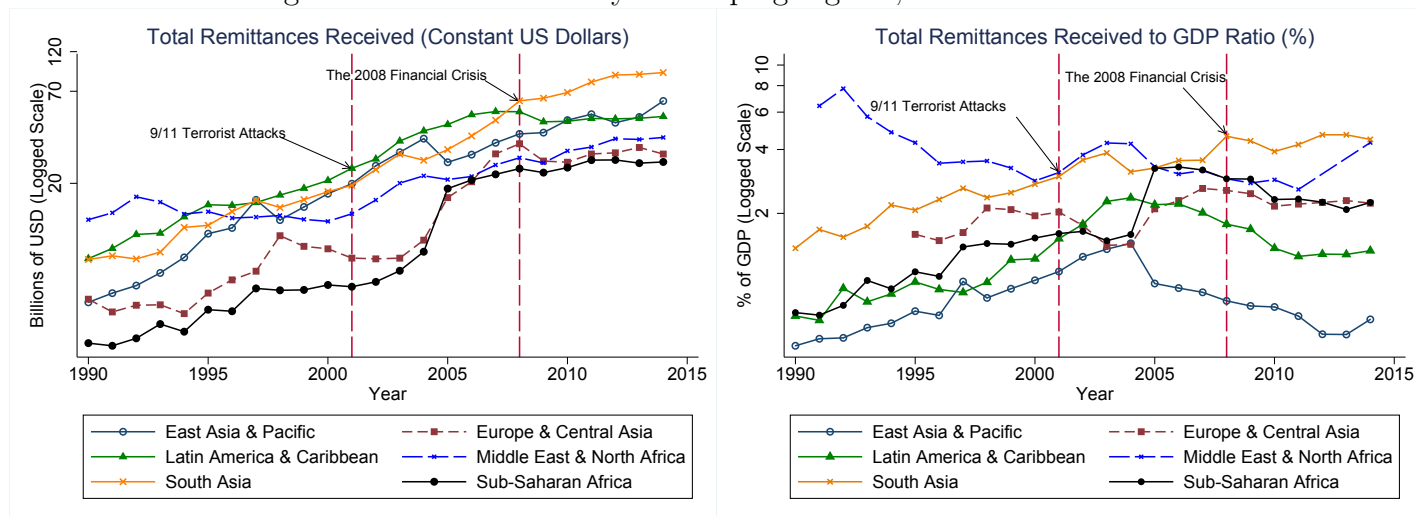 Total Remittances Received (Constant US Dollars)
Billions of USD (Logged Scale)
120
70
20
The 2008 Financial Crisis
9/11 Terrorist Attacks
1990 1995 2000 2005 2010 2015
Year
East Asia & Pacific Europe & Central Asia
Latin America & Caribbean Middle East & North Africa
South Asia Sub-Saharan Africa
Total Remittances Received to GDP Ratio (%)
% of GDP (Logged Scale)
10
8
6
4
2
The 2008 Financial Crisis
9/11 Terrorist Attacks
1990 1995 2000 2005 2010 2015
Year
East Asia & Pacific Europe & Central Asia
Latin America & Caribbean Middle East & North Africa
South Asia Sub-Saharan Africa